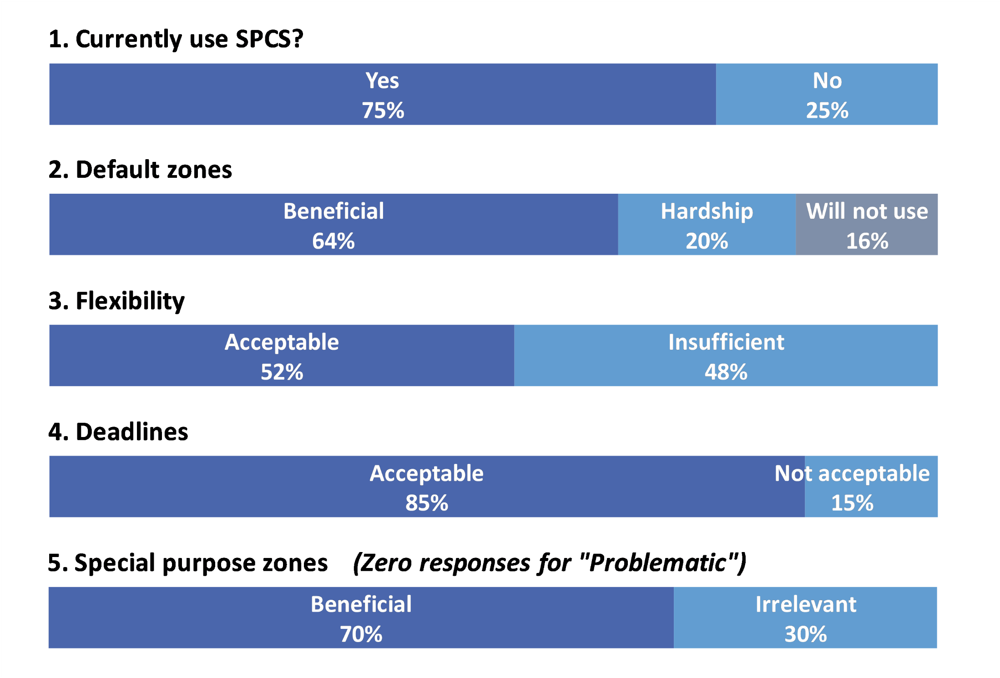 1. Currently use SPCS?
Yes No
75% 25%
2. Default zones
Beneficial Hardship Will not use
64% 20% 16%
3. Flexibility
Acceptable Insufficient
52% 48%
4. Deadlines
Acceptable Not acceptable
85% 15%
5. Special purpose zones (Zero responses for "Problematic")
Beneficial Irrelevant
70% 30%